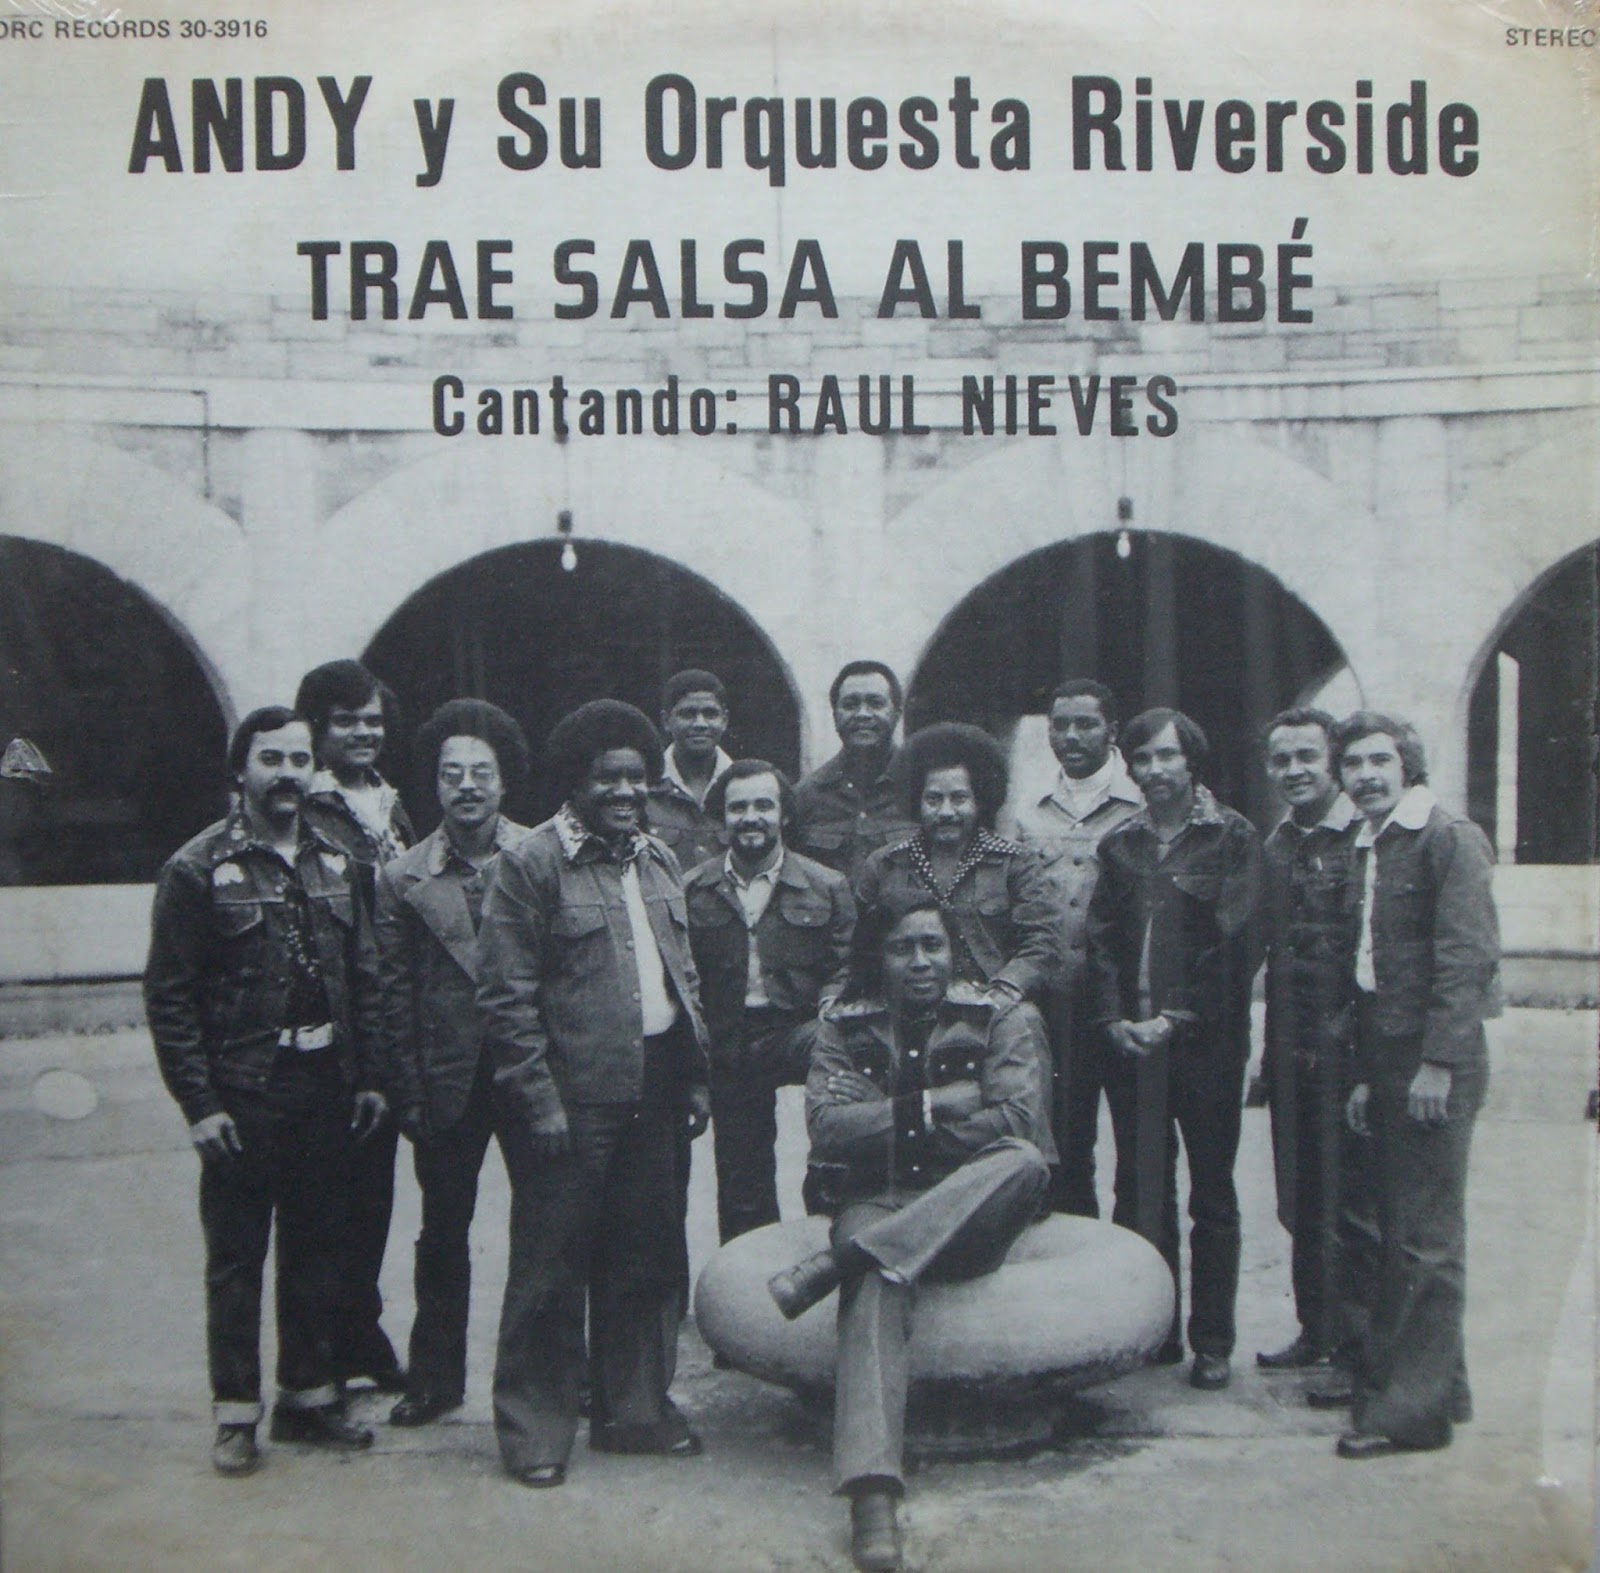 ORC RECORDS 30-3916
STEREO
ANDY y Su Orquesta Riverside
TRAE SALSA AL BEMBÉ
Cantando: RAUL NIEVES